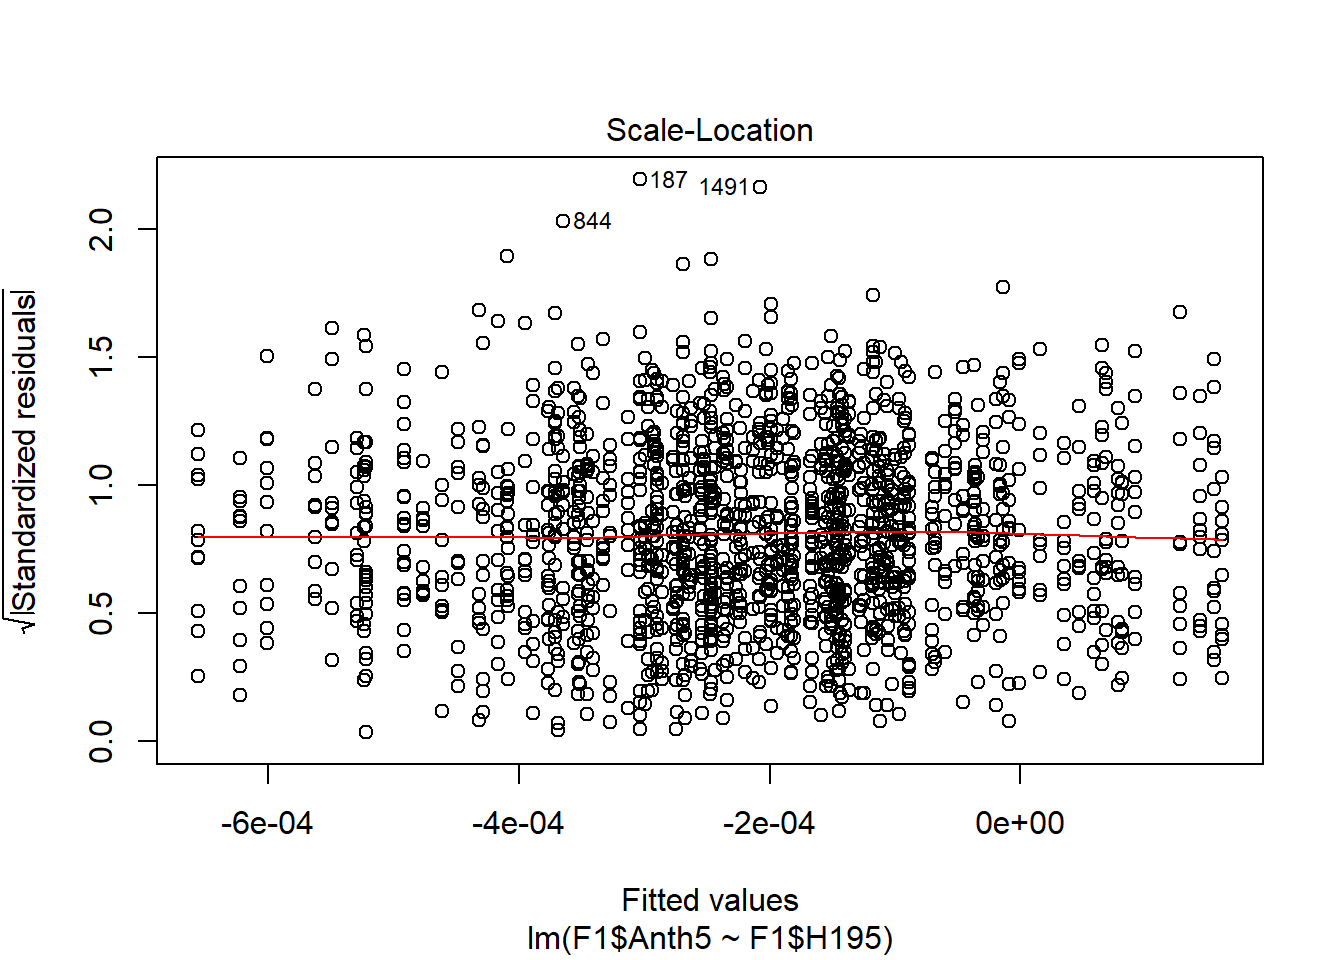 Scale-Location
187
1491
844
2.0
1.5
1.0
0.5
0.0
√|Standardized residuals|
-6e-04 -4e-04 -2e-04 0e+00
Fitted values
lm(F1$Anth5 ~ F1$H195)